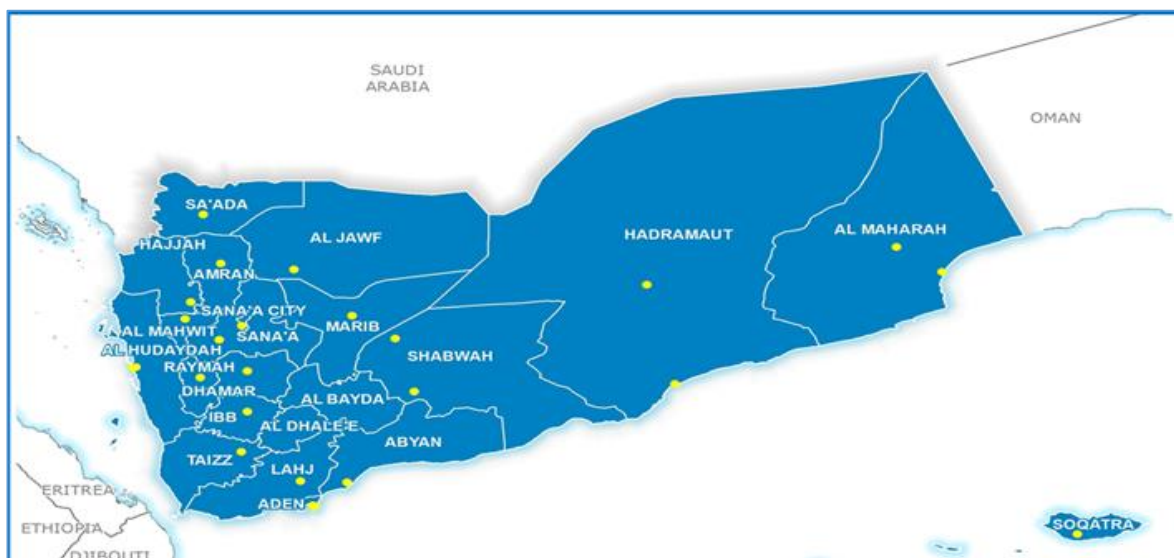 SAUDI
ARABIA
OMAN
SA'ADA
HAJJAH
AL JAWF
HADRAMAUT
AL MAHARAH
AMRAN
SANA'A CITY
AL MAHWIT
SANA'A
MARIB
AL HUDAYDAH
SHABWAH
RAYMAH
DHAMAR
AL BAYDA
IBB
AL DHALE'E
ABYAN
TAIZZ
LAHJ
ADEN
ERITREA
ETHIOPIA
DJIBOUTI
SOQATRA